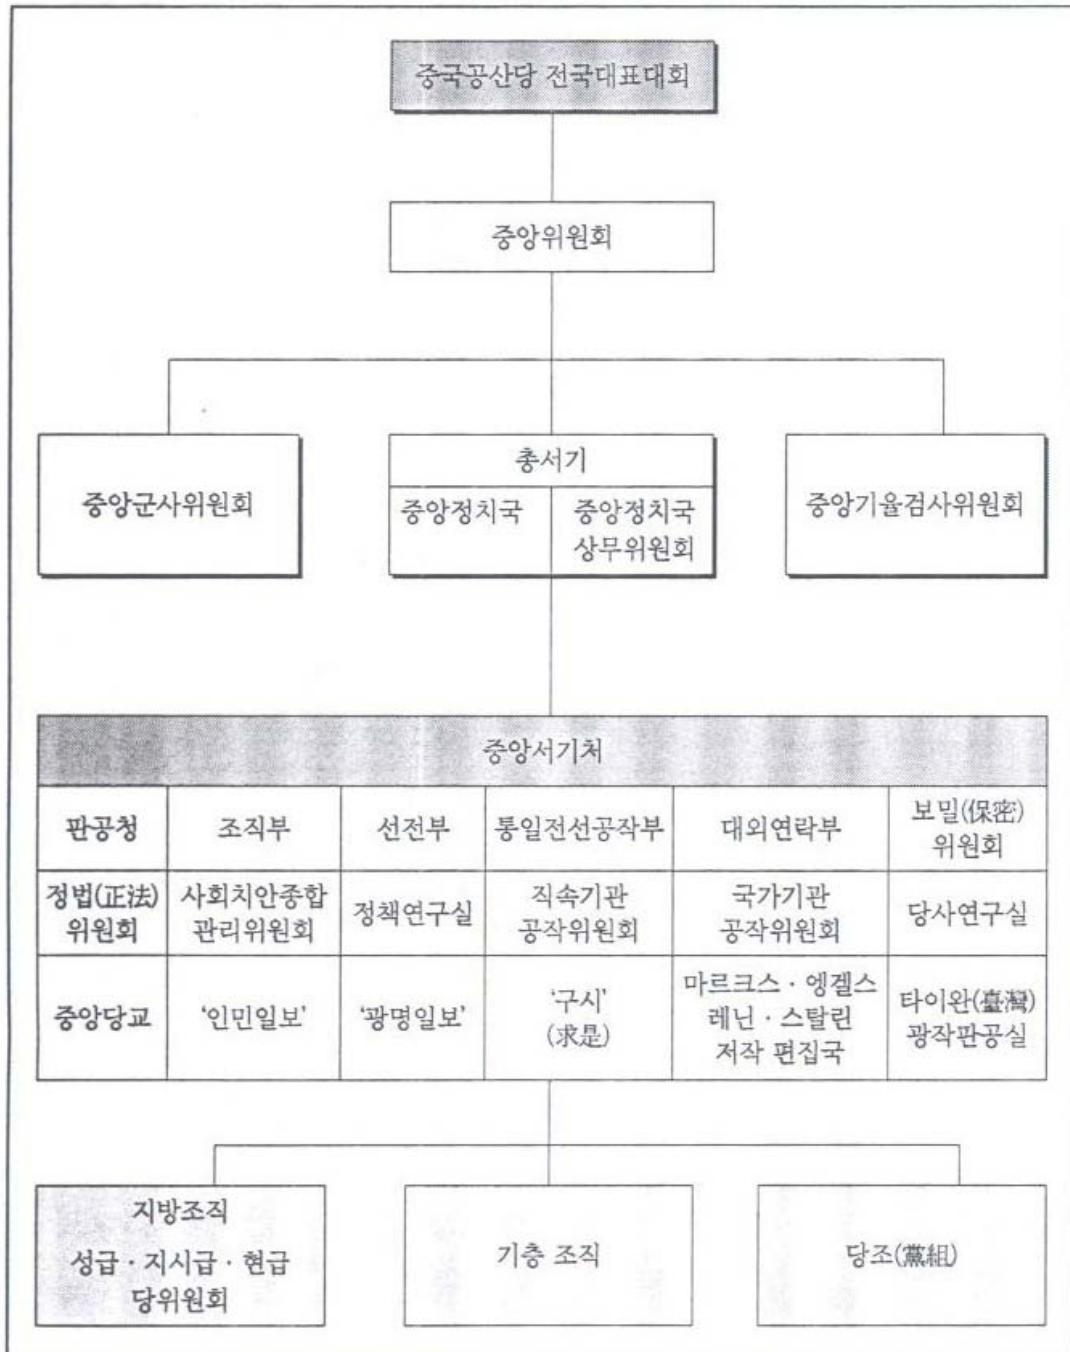 중국공산당 전국대표대회
중앙위원회
중앙군사위원회
총서기
중앙정치국
중앙정치국
상무위원회
중앙기율검사위원회
중앙서기처
판공청
조직부
선전부
통일전선공작부
대외연락부
보밀(保密)
위원회
정법(正法)
위원회
사회치안종합
관리위원회
정책연구실
직속기관
공작위원회
국가기관
공작위원회
당사연구실
중앙당교
‘인민일보’
‘광명일보’
‘구시’
(求是)
마르크스 · 엥겔스
레닌 · 스탈린
저작 편집국
타이완(臺灣)
광작판공실
지방조직
성급 · 지시급 · 현급
당위원회
기층 조직
당조(黨組)